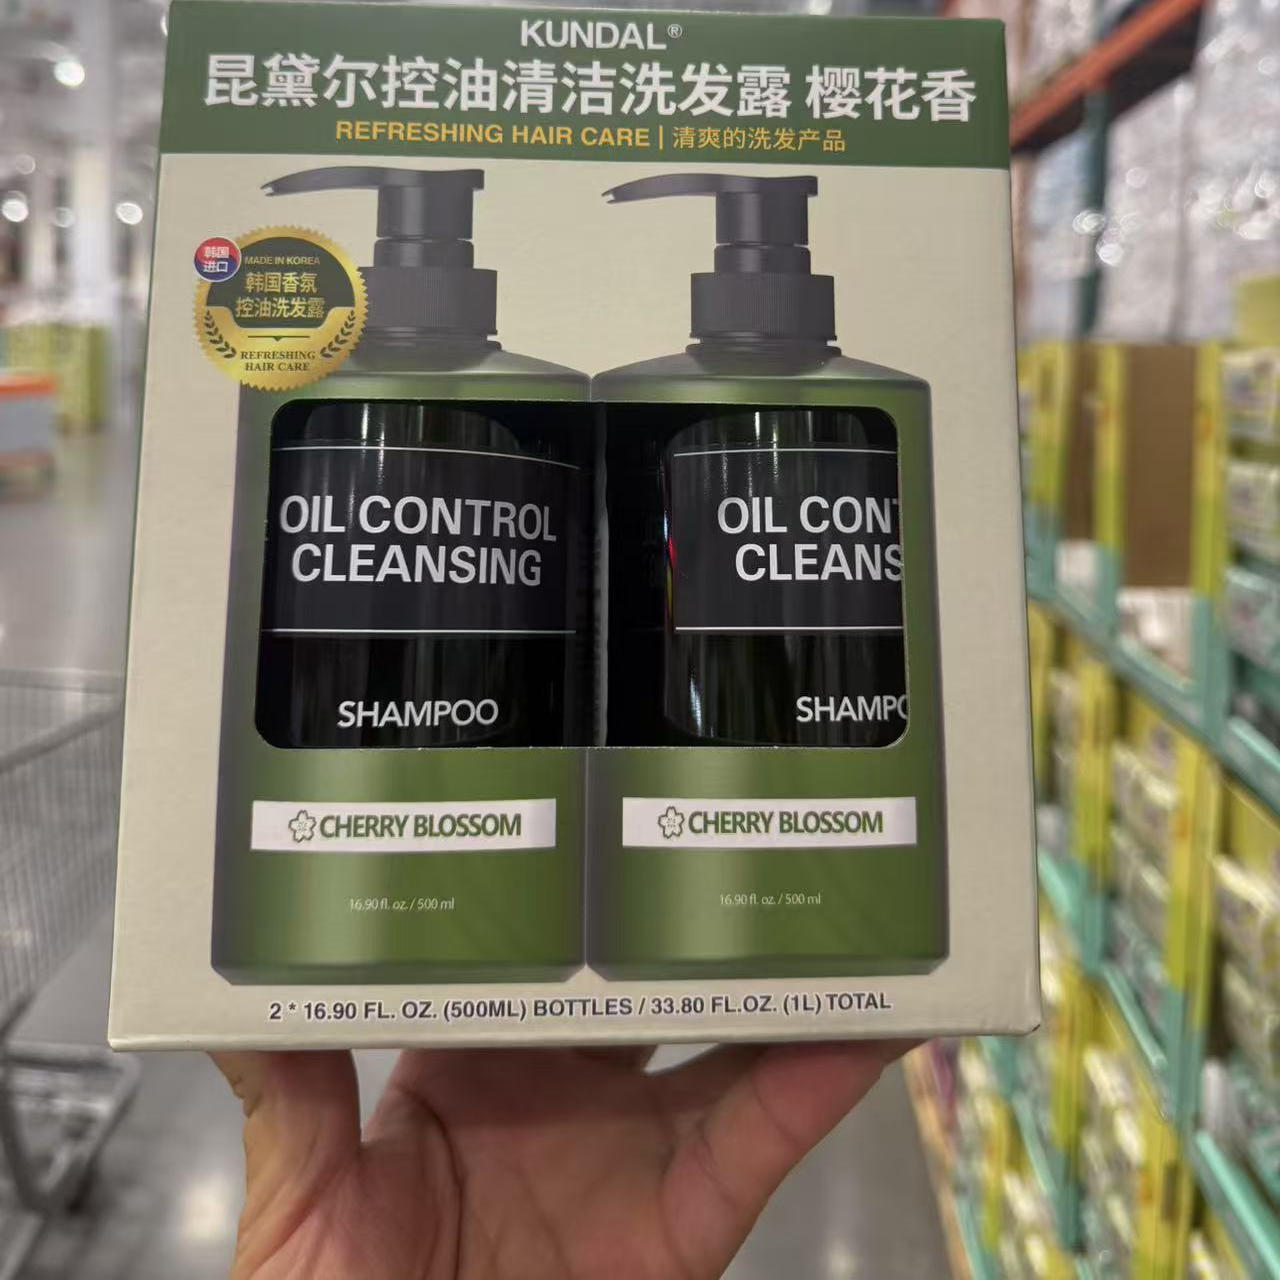 KUNDAL®
昆黛尔控油清洁洗发露 樱花香
REFRESHING HAIR CARE | 清爽的洗发产品
韩国
进口
MADE IN KOREA
韩国香氛
控油洗发露
REFRESHING
HAIR CARE
OIL CONTROL
CLEANSING
SHAMPOO
CHERRY BLOSSOM
16.90 fl. oz. / 500 ml
OIL CONT
CLEANS
SHAMPO
CHERRY BLOSSOM
16.90 fl. oz. / 500 ml
2 * 16.90 FL. OZ. (500ML) BOTTLES / 33.80 FL.OZ. (1L) TOTAL